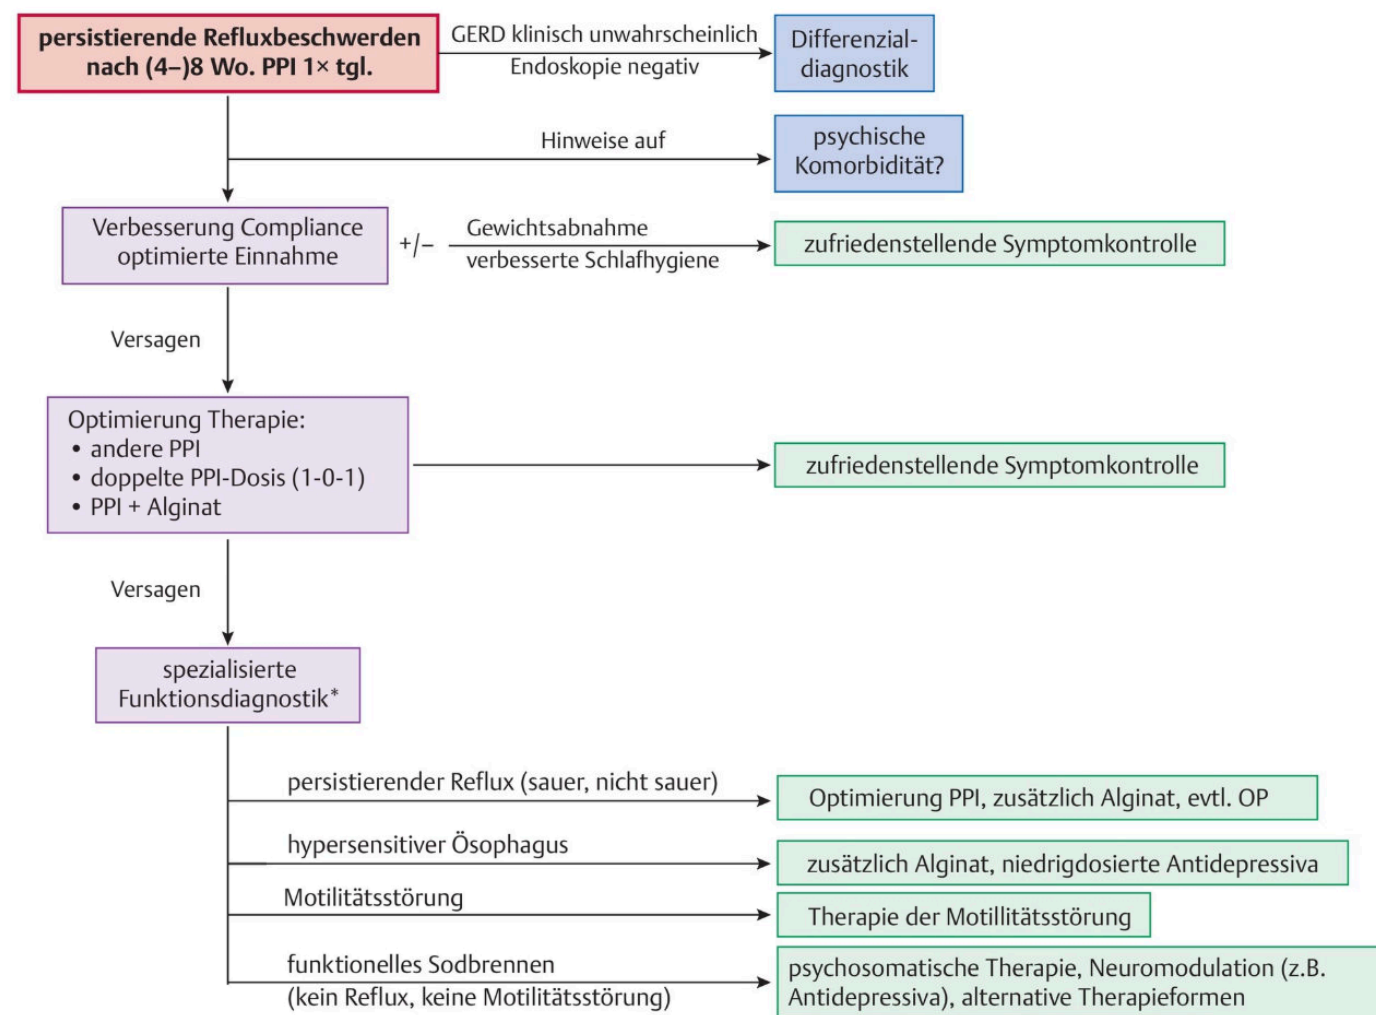 persistierende Refluxbeschwerden
nach (4–)8 Wo. PPI 1× tgl.
GERD klinisch unwahrscheinlich
Endoskopie negativ
Differenzial-
diagnostik
Hinweise auf
psychische
Komorbidität?
Verbesserung Compliance
optimierte Einnahme
+/–
Gewichtsabnahme
verbesserte Schlafhygiene
zufriedenstellende Symptomkontrolle
Versagen
Optimierung Therapie:
• andere PPI
• doppelte PPI-Dosis (1-0-1)
• PPI + Alginat
zufriedenstellende Symptomkontrolle
Versagen
spezialisierte
Funktionsdiagnostik*
persistierender Reflux (sauer, nicht sauer)
Optimierung PPI, zusätzlich Alginat, evtl. OP
hypersensitiver Ösophagus
zusätzlich Alginat, niedrigdosierte Antidepressiva
Motilitätsstörung
Therapie der Motillitätsstörung
funktionelles Sodbrennen
(kein Reflux, keine Motilitätsstörung)
psychosomatische Therapie, Neuromodulation (z.B.
Antidepressiva), alternative Therapieformen